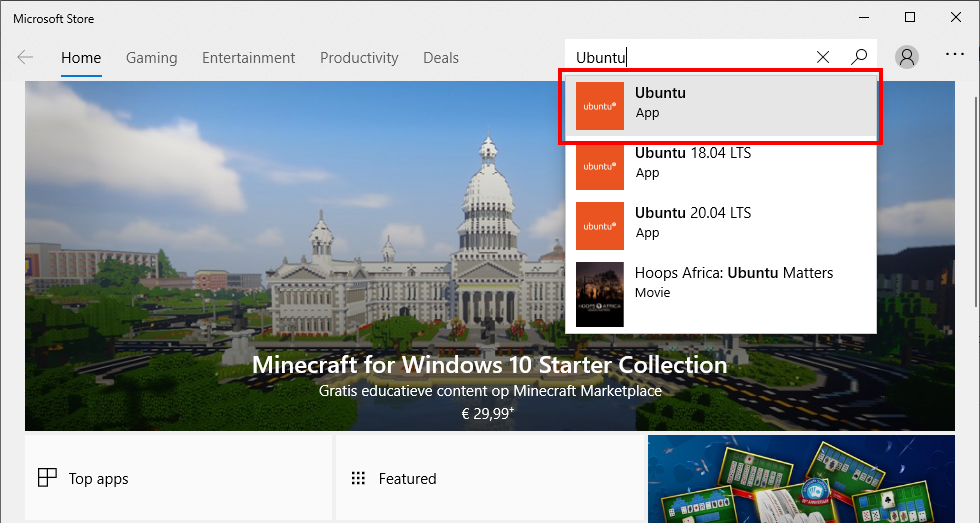 Microsoft Store
Home
Gaming
Entertainment
Productivity
Deals
Ubuntu
ubuntu®
Ubuntu
App
ubuntu®
Ubuntu 18.04 LTS
App
ubuntu®
Ubuntu 20.04 LTS
App
HOOPS AFRICA
Hoops Africa: Ubuntu Matters
Movie
Minecraft for Windows 10 Starter Collection
Gratis educatieve content op Minecraft Marketplace
€ 29,99+
Top apps
Featured